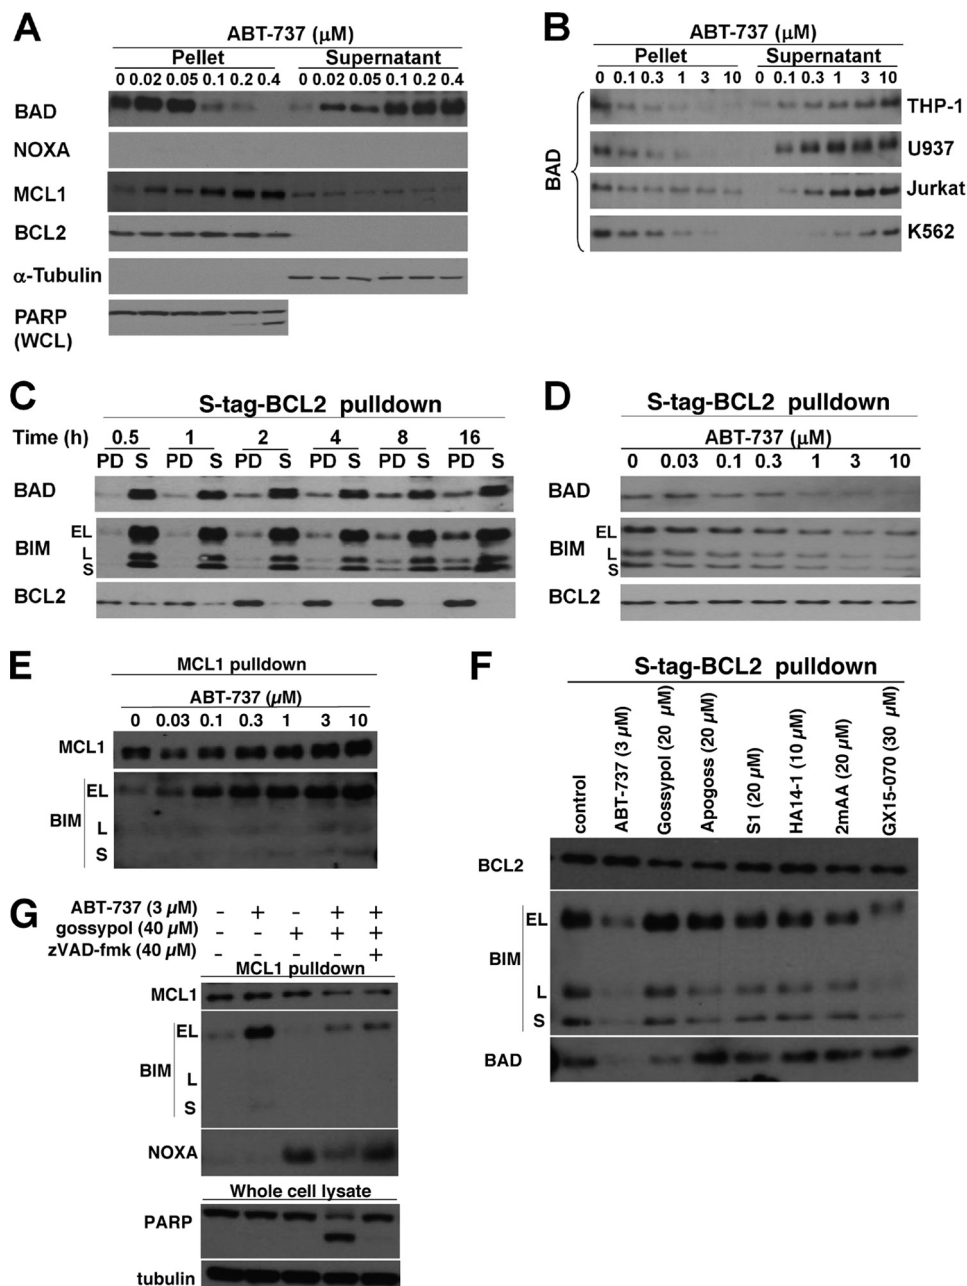 A
ABT-737 (μM)
Pellet Supernatant
0 0.02 0.05 0.1 0.2 0.4 0 0.02 0.05 0.1 0.2 0.4
BAD
NOXA
MCL1
BCL2
α-Tubulin
PARP
(WCL)
B
ABT-737 (μM)
Pellet Supernatant
0 0.1 0.3 1 3 10 0 0.1 0.3 1 3 10
BAD
THP-1
U937
Jurkat
K562
C
S-tag-BCL2 pulldown
Time (h) 0.5 1 2 4 8 16
PD S PD S PD S PD S PD S PD S
BAD
BIM EL
L
S
BCL2
D
S-tag-BCL2 pulldown
ABT-737 (μM)
0 0.03 0.1 0.3 1 3 10
BAD
BIM EL
L
S
BCL2
E
MCL1 pulldown
ABT-737 (μM)
0 0.03 0.1 0.3 1 3 10
MCL1
BIM EL
L
S
F
S-tag-BCL2 pulldown
control
ABT-737 (3 μM)
Gossypol (20 μM)
Apogoss (20 μM)
S1 (20 μM)
HA14-1 (10 μM)
2mAA (20 μM)
GX15-070 (30 μM)
BCL2
BIM EL
L
S
BAD
G
ABT-737 (3 μM) - + - + +
gossypol (40 μM) - - + + +
zVAD-fmk (40 μM) - - - - +
MCL1 pulldown
MCL1
BIM EL
L
S
NOXA
Whole cell lysate
PARP
tubulin